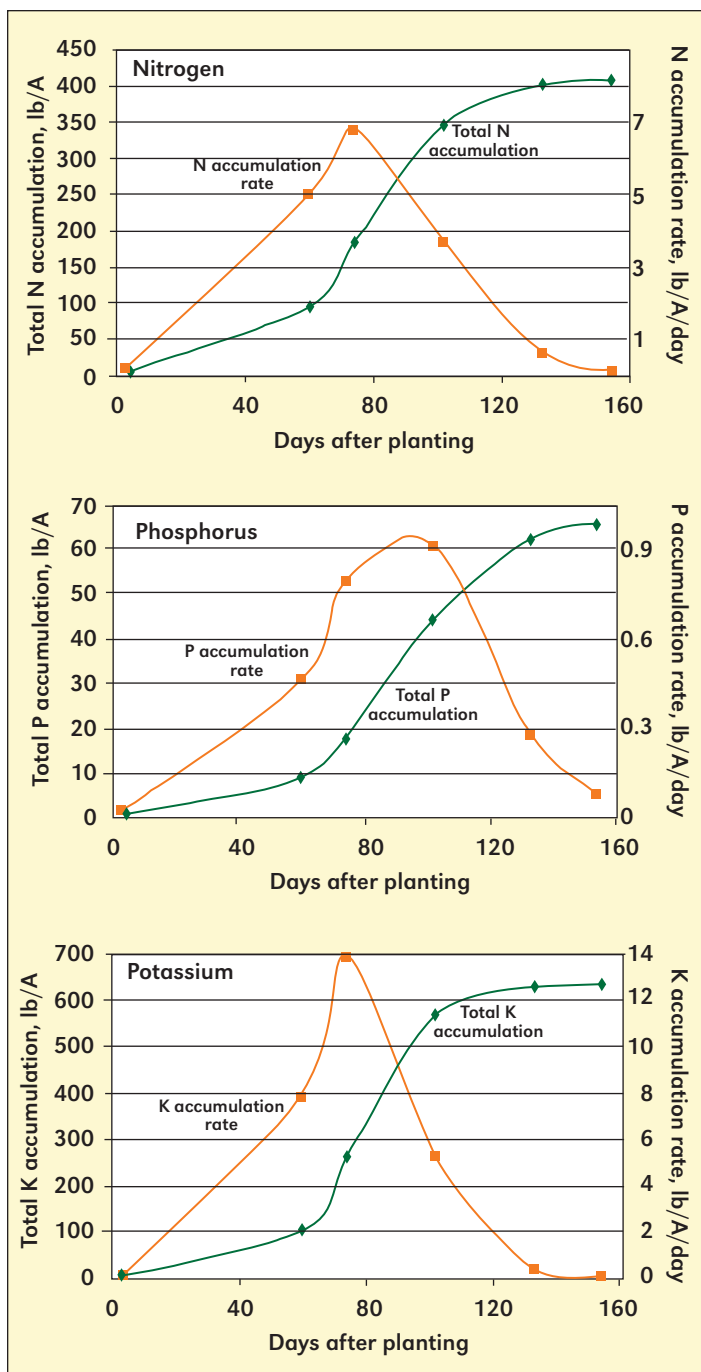 Nitrogen
Total N accumulation, lb/A
450
400
350
300
250
200
150
100
50
0
N accumulation
rate
Total N
accumulation
7
5
3
1
N accumulation rate, lb/A/day
0
40
80
120
160
Days after planting
Phosphorus
Total P accumulation, lb/A
70
60
50
40
30
20
10
0
P accumulation
rate
Total P
accumulation
0.9
0.6
0.3
0
P accumulation rate, lb/A/day
0
40
80
120
160
Days after planting
Potassium
Total K accumulation, lb/A
700
600
500
400
300
200
100
0
K accumulation
rate
Total K
accumulation
14
12
10
8
6
4
2
0
K accumulation rate, lb/A/day
0
40
80
120
160
Days after planting